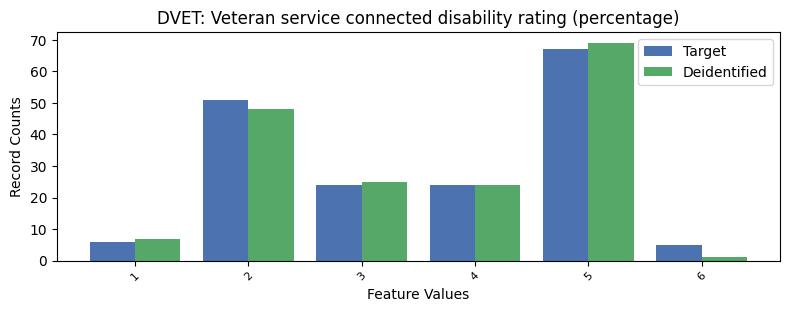 DVET: Veteran service connected disability rating (percentage)
Target
Deidentified
Record Counts
70
60
50
40
30
20
10
0
1 2 3 4 5 6
Feature Values